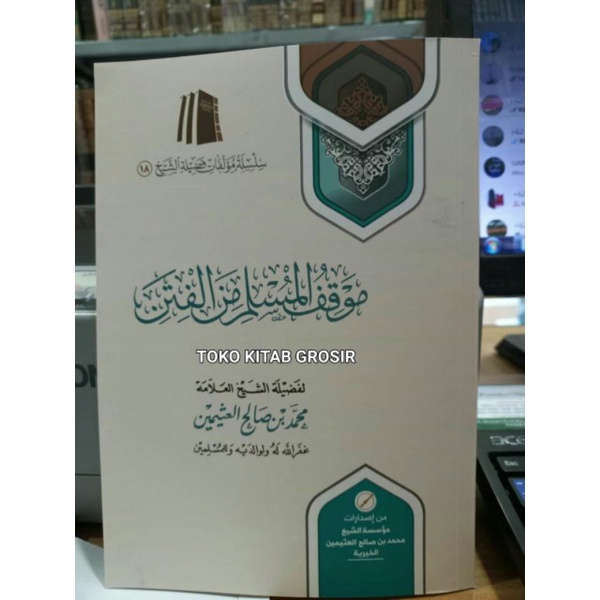 سلسلة مؤلفات فضيلة الشيخ ١٨
موقف المسلم من الفتن
TOKO KITAB GROSIR
لفضيلة الشيخ العلامة
محمد بن صالح العثيمين
غفر الله له ولوالديه وللمسلمين
من إصدارات
مؤسسة الشيخ
محمد بن صالح العثيمين
الخيرية